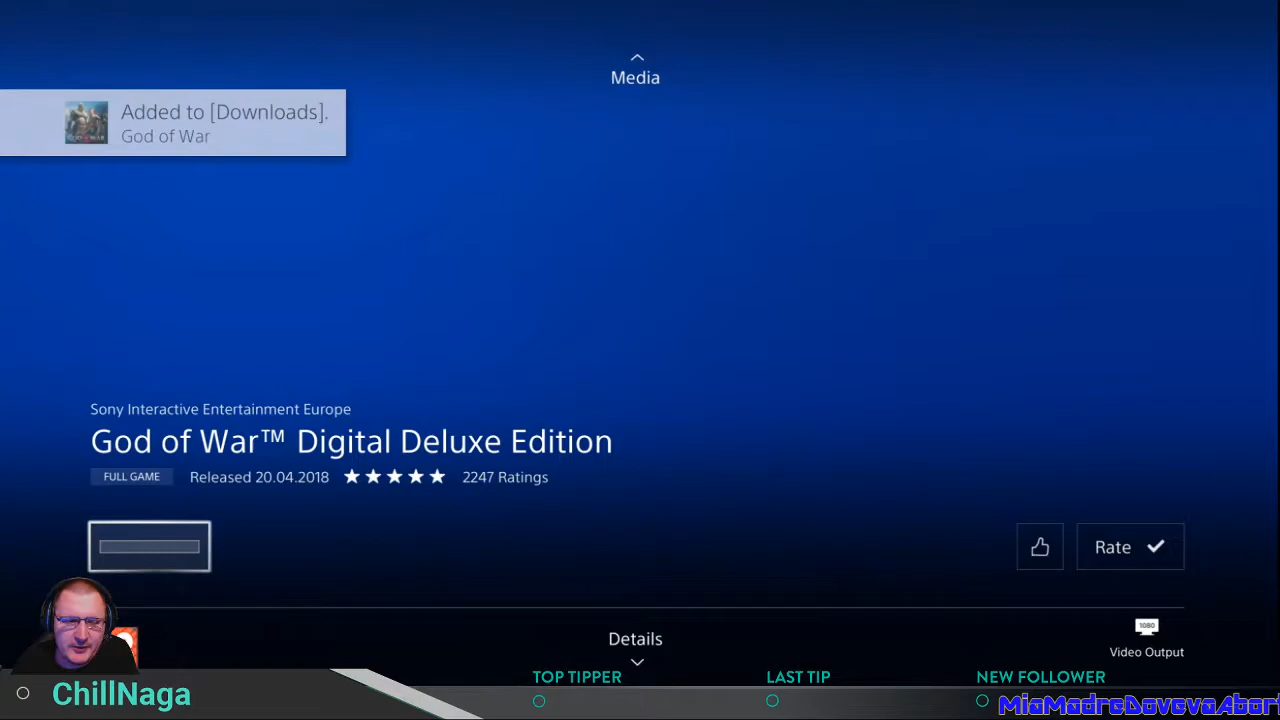 Media
Added to [Downloads].
God of War
Sony Interactive Entertainment Europe
God of War™ Digital Deluxe Edition
FULL GAME Released 20.04.2018 2247 Ratings
Rate
Details
1080
Video Output
ChillNaga
TOP TIPPER LAST TIP NEW FOLLOWER
MiaMadreDovevaAbort